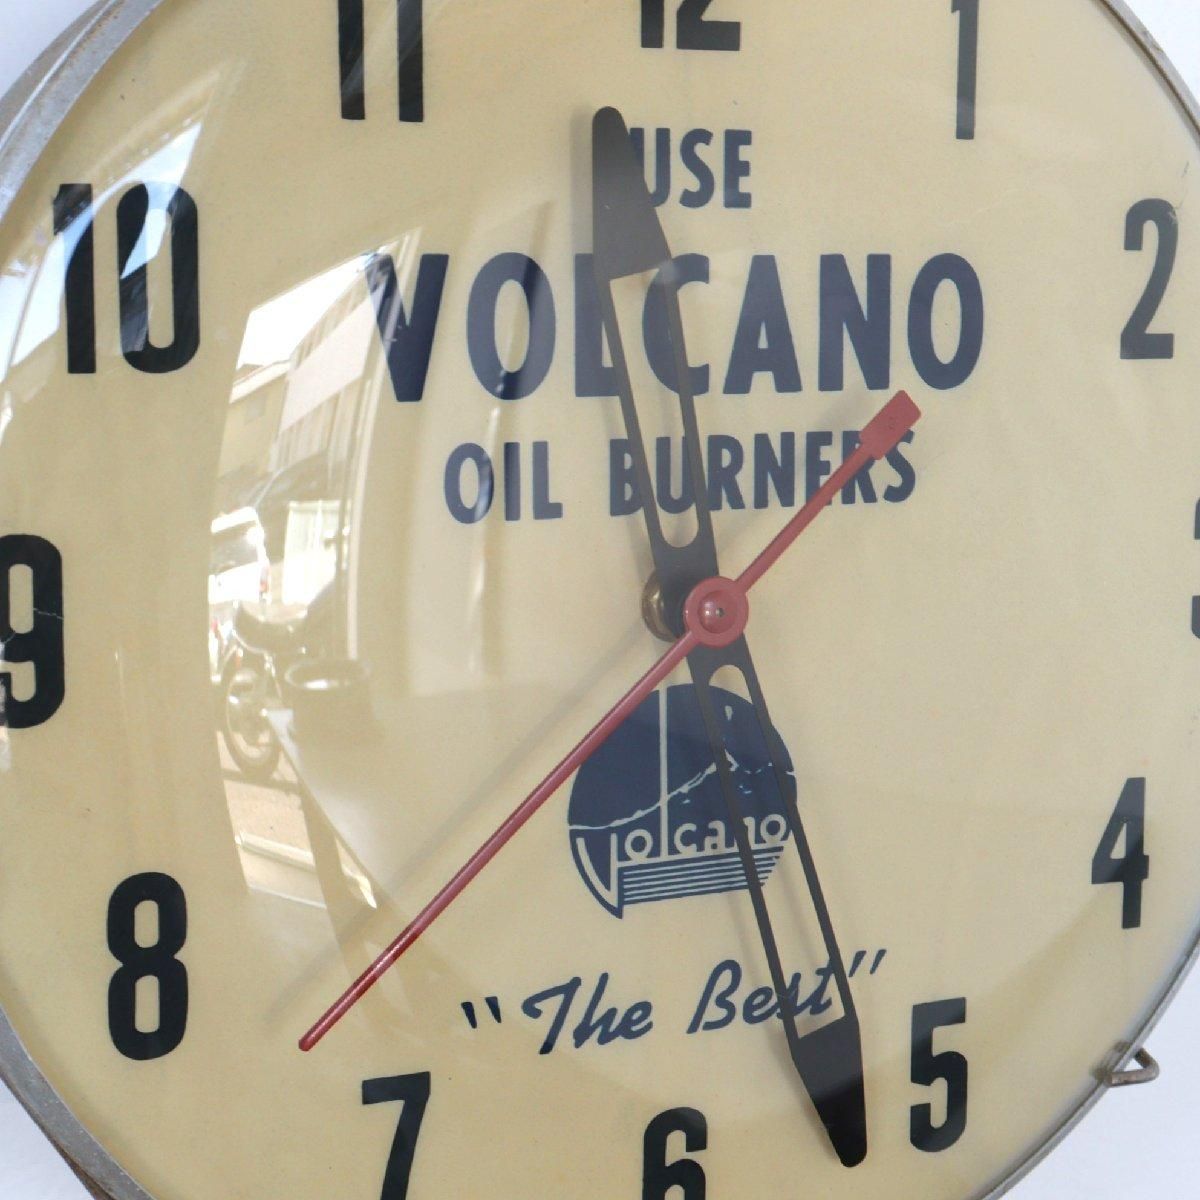 12
11
1
USE
10
2
VOLCANO
OIL BURNERS
9
Volcano
4
8
"The Best"
5
7
6